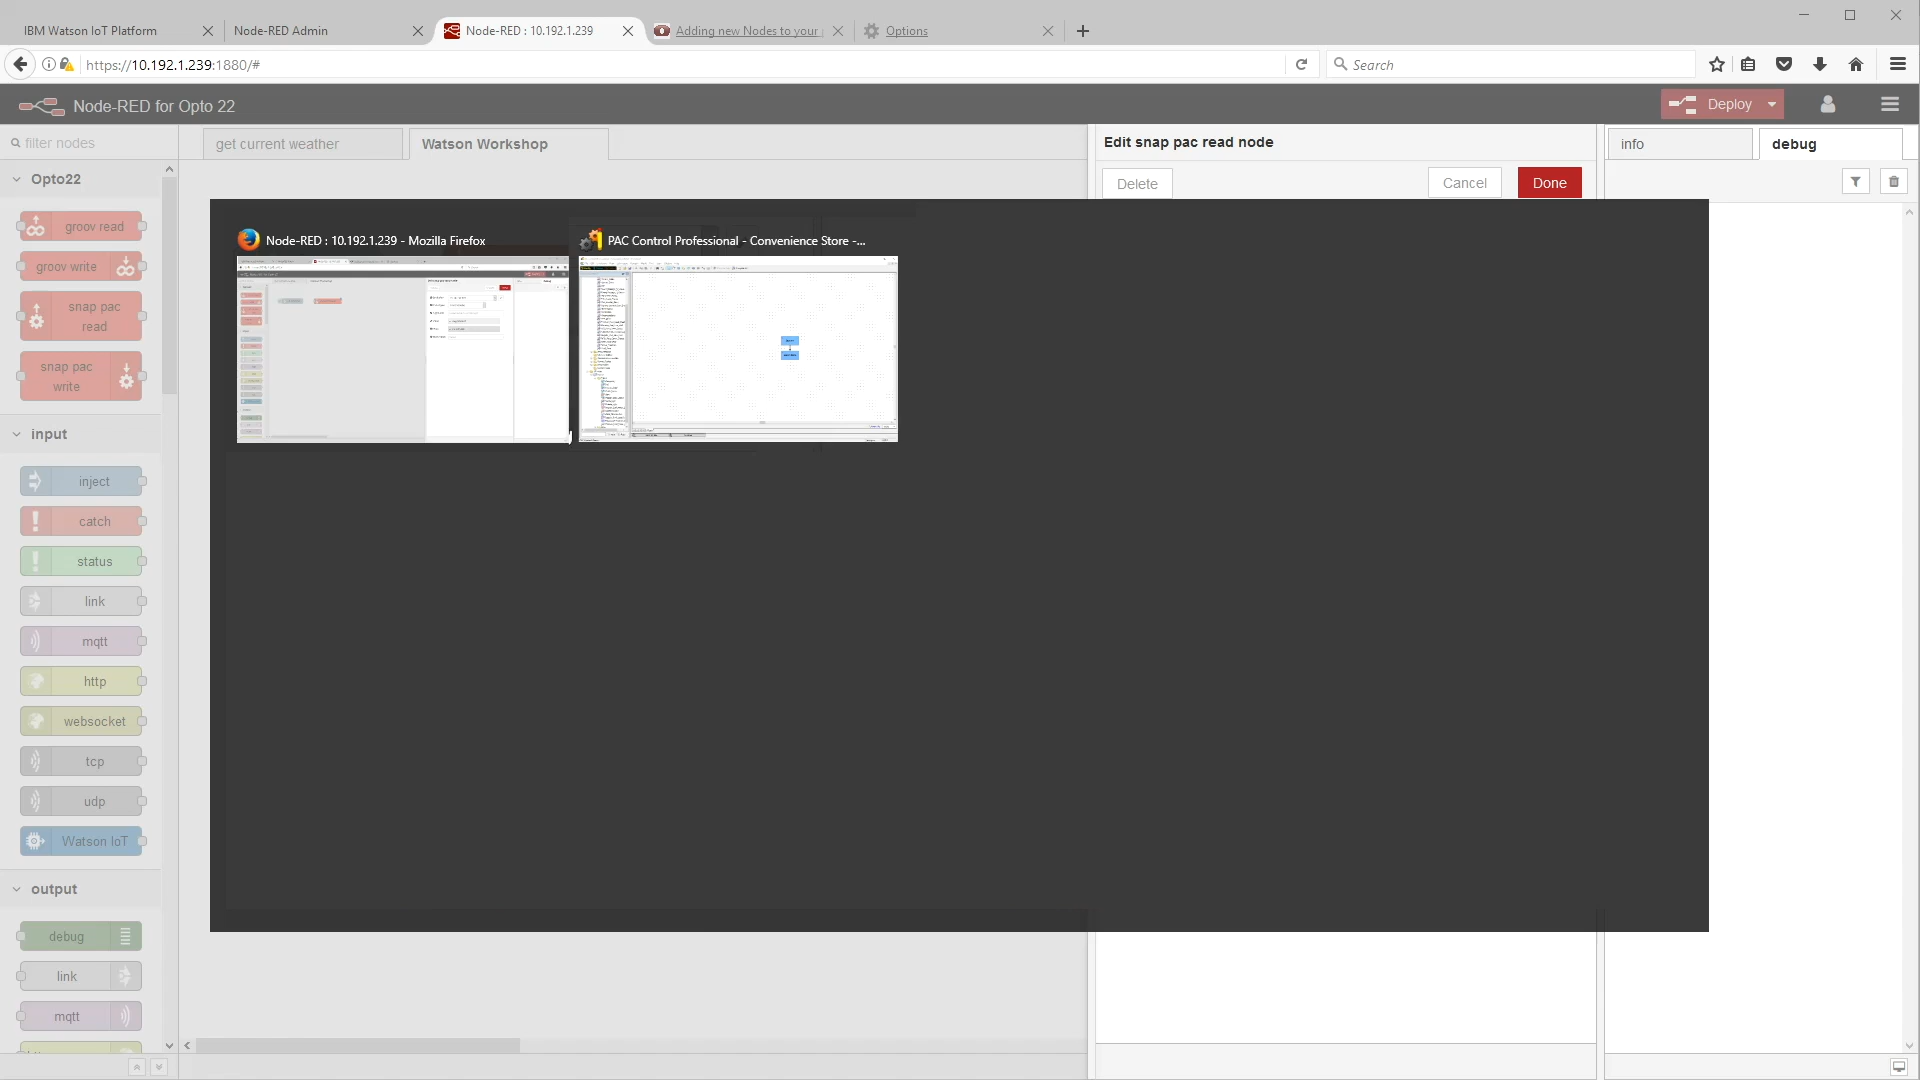 IBM Watson IoT Platform
Node-RED Admin
Node-RED : 10.192.1.239
Adding new Nodes to your
Options
https://10.192.1.239:1880/#
Search
Node-RED for Opto 22
Deploy
filter nodes
get current weather
Watson Workshop
Edit snap pac read node
info
debug
Delete
Cancel
Done
Opto22
groov read
groov write
snap pac
read
snap pac
write
input
inject
catch
status
link
mqtt
http
websocket
tcp
udp
Watson IoT
output
debug
link
mqtt
Node-RED : 10.192.1.239 - Mozilla Firefox
PAC Control Professional - Convenience Store -...